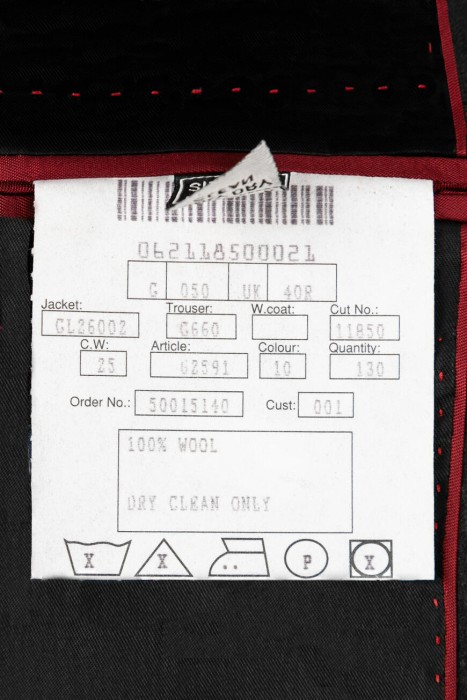 062118500021
G 050 UK 40R
Jacket: Trouser: W.coat: Cut No.:
GL26002 G660 11850
C.W: Article: Colour: Quantity:
25 62591 10 130
Order No.: 50015140 Cust: 001
100% WOOL
DRY CLEAN ONLY
X X P X